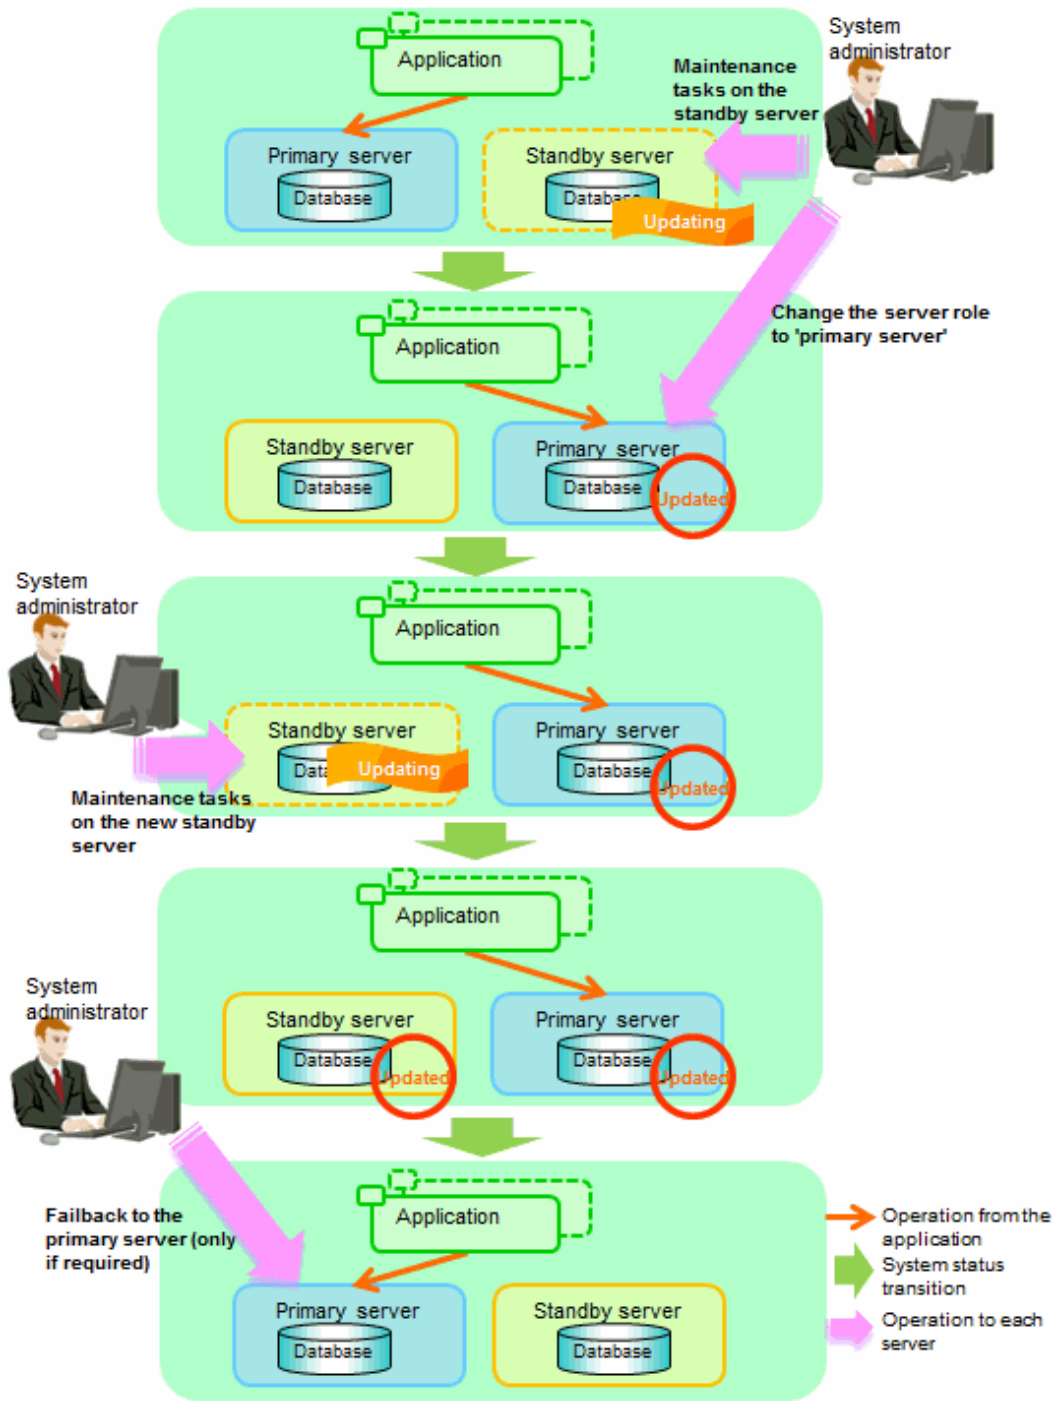 System
administrator
Application
Maintenance
tasks on the
standby server
Primary server
Database
Standby server
Database
Updating
Change the server role
to 'primary server'
Application
Standby server
Database
Primary server
Database
Updated
System
administrator
Application
Standby server
Updating
Primary server
Database
Updated
Maintenance tasks
on the new standby
server
Application
System
administrator
Standby server
Database
Updated
Primary server
Database
Updated
Application
Failback to the
primary server (only
if required)
Primary server
Database
Standby server
Database
Operation from the
application
System status
transition
Operation to each
server